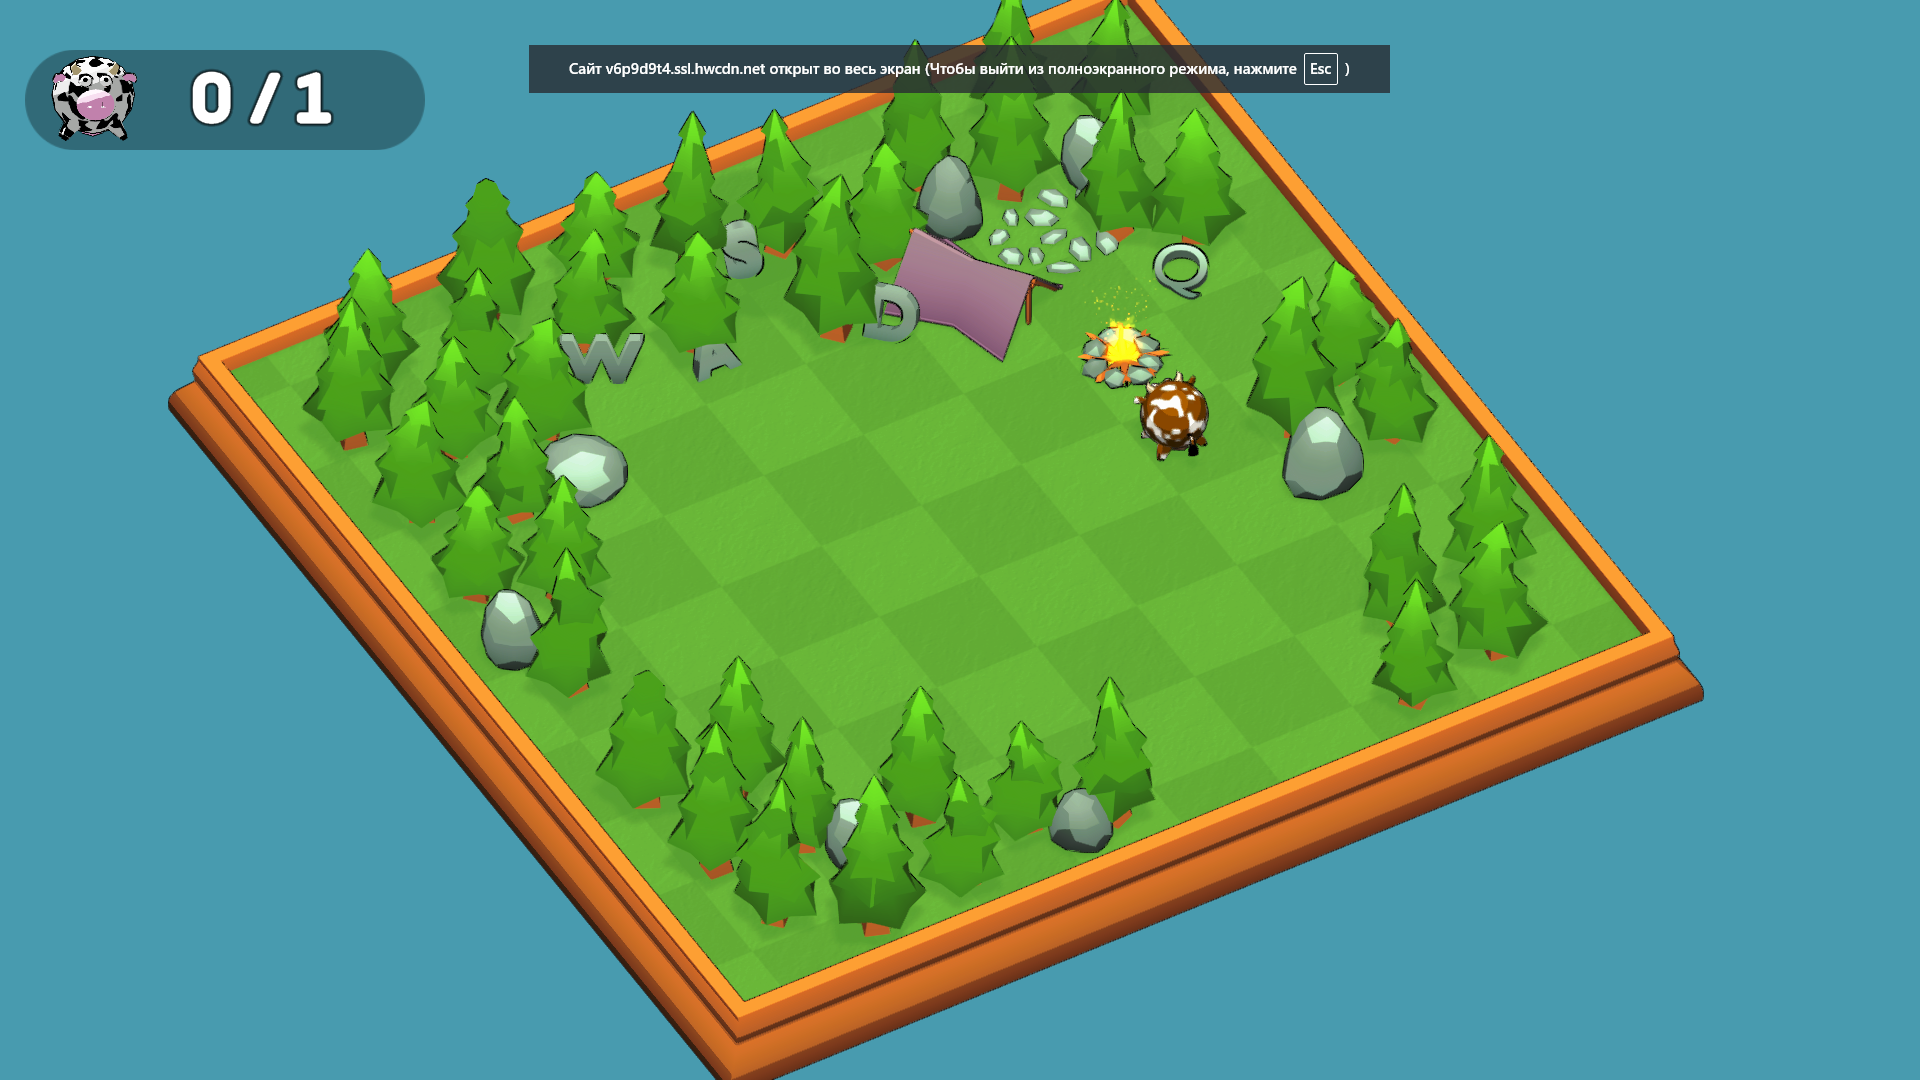 Сайт v6p9d9t4.ssl.hwcdn.net открыт во весь экран (Чтобы выйти из полноэкранного режима, нажмите Esc )
0/1
S
Q
D
W
A